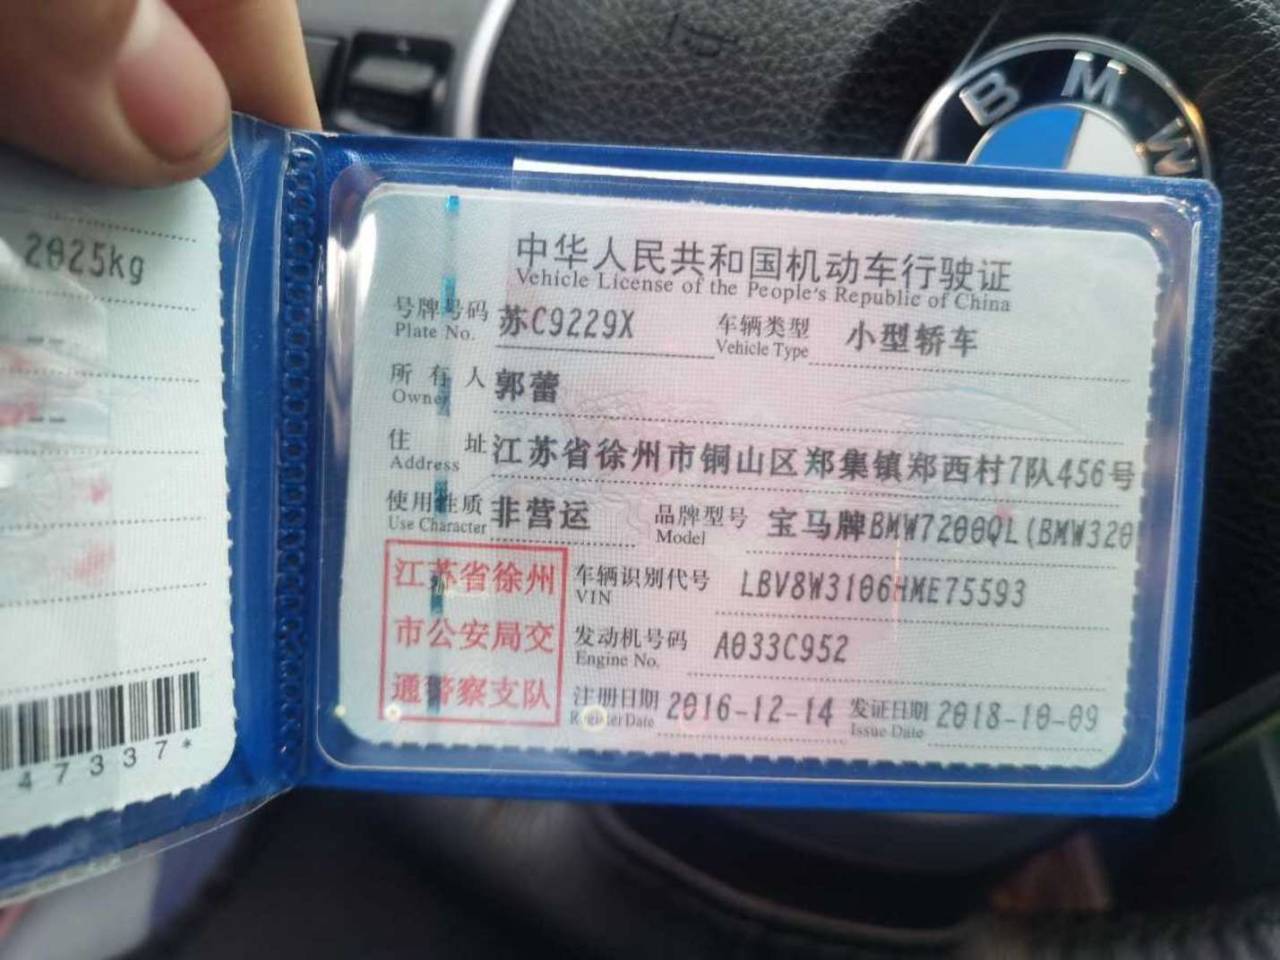 BMW
2025kg
47337*
中华人民共和国机动车行驶证
Vehicle License of the People's Republic of China
号牌号码 苏C9229X 车辆类型 小型轿车
Plate No. Vehicle Type
所有人 郭蕾
Owner
住址 江苏省徐州市铜山区郑集镇郑西村7队456号
Address
使用性质 非营运 品牌型号 宝马牌BMW7200QL(BMW320
Use Character Model
江苏省徐州
市公安局交
通警察支队
车辆识别代号 LBV8W3106HME75593
VIN
发动机号码 A033C952
Engine No.
注册日期 2016-12-14 发证日期 2018-10-09
Register Date Issue Date